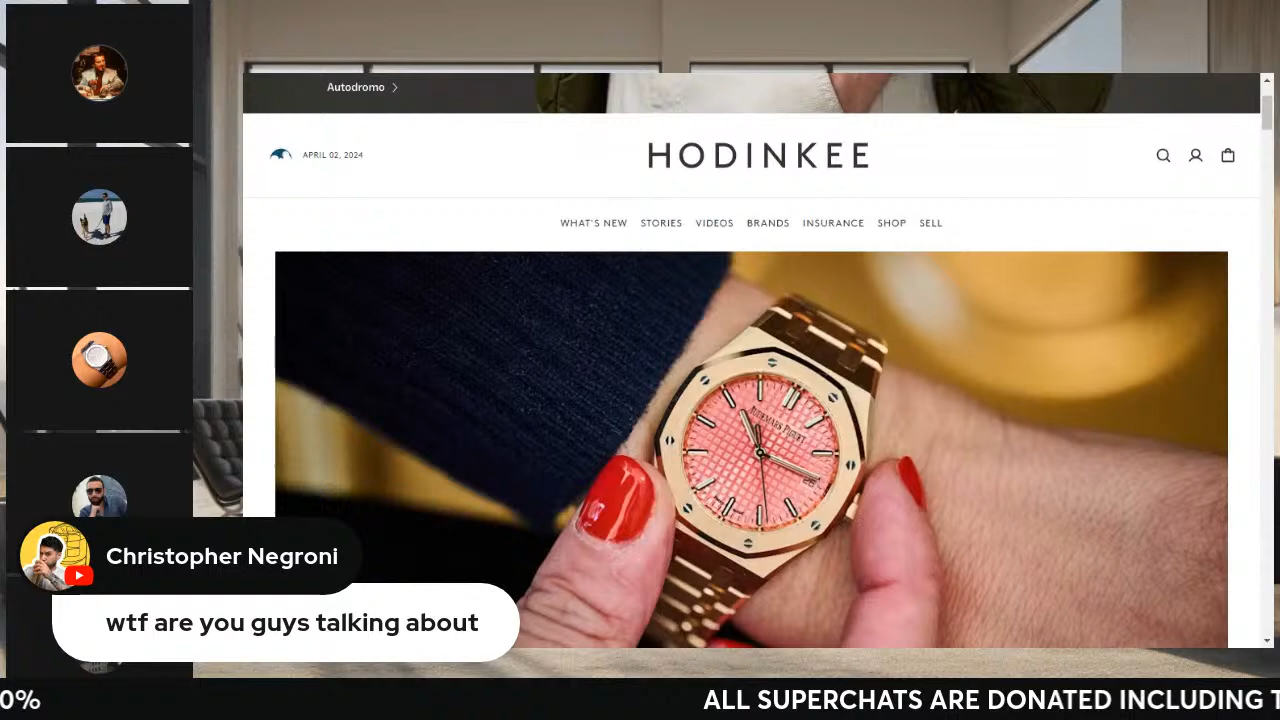 Autodromo
APRIL 02, 2024
HODINKEE
WHAT'S NEW STORIES VIDEOS BRANDS INSURANCE SHOP SELL
AUDEMARS PIGUET
Christopher Negroni
wtf are you guys talking about
0% ALL SUPERCHATS ARE DONATED INCLUDING T